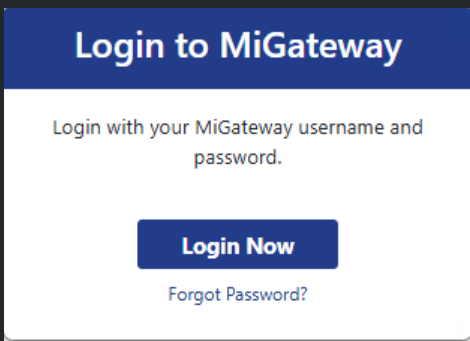 Login to MiGateway
Login with your MiGateway username and
password.
Login Now
Forgot Password?